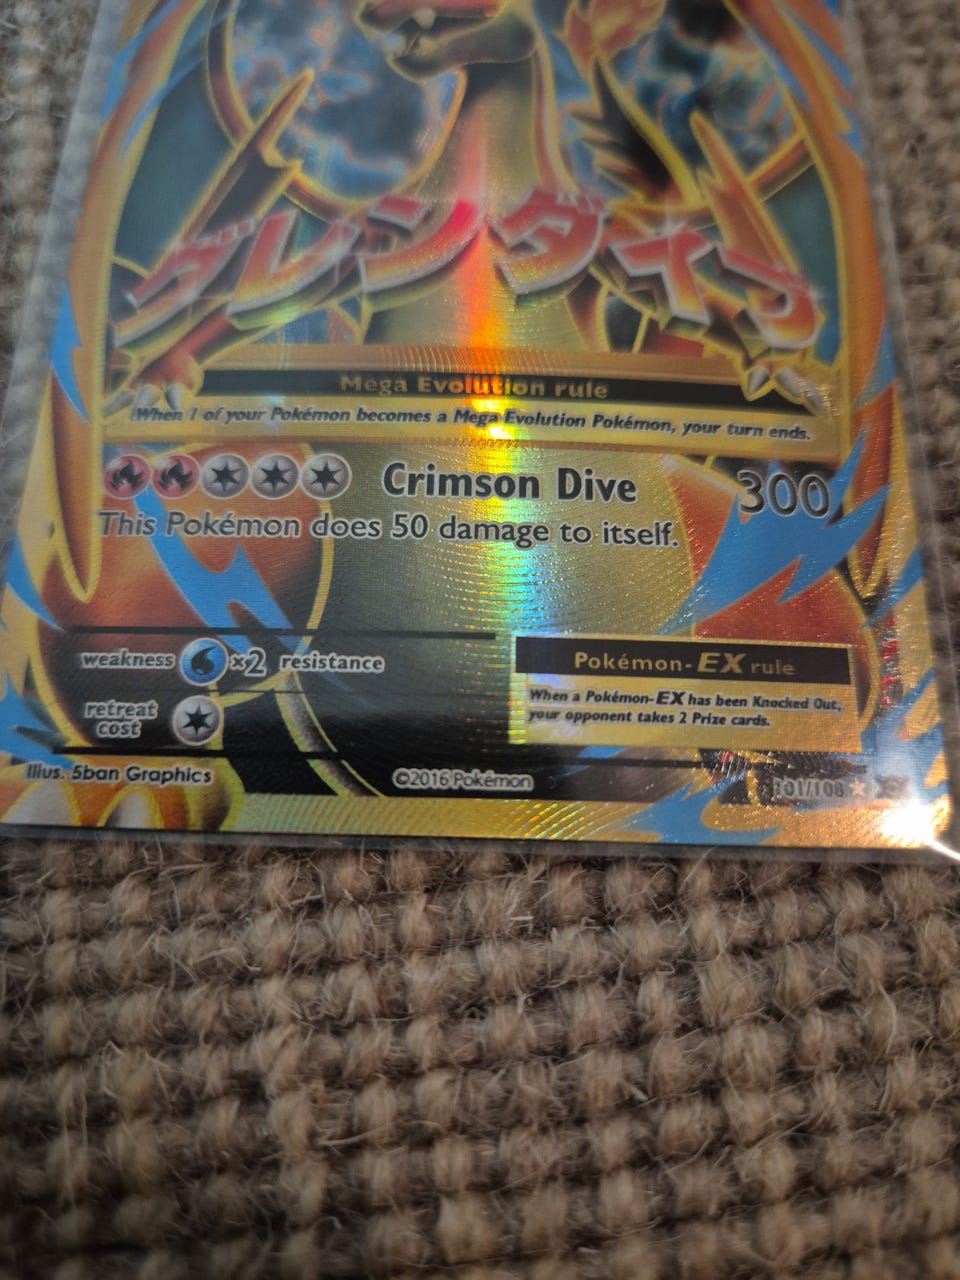 グレンダイブ
Mega Evolution rule
When 1 of your Pokémon becomes a Mega Evolution Pokémon, your turn ends.
Crimson Dive 300
This Pokémon does 50 damage to itself.
weakness ×2 resistance
retreat cost
Pokémon-EX rule
When a Pokémon-EX has been Knocked Out,
your opponent takes 2 Prize cards.
Illus. 5ban Graphics
©2016 Pokémon
101/108